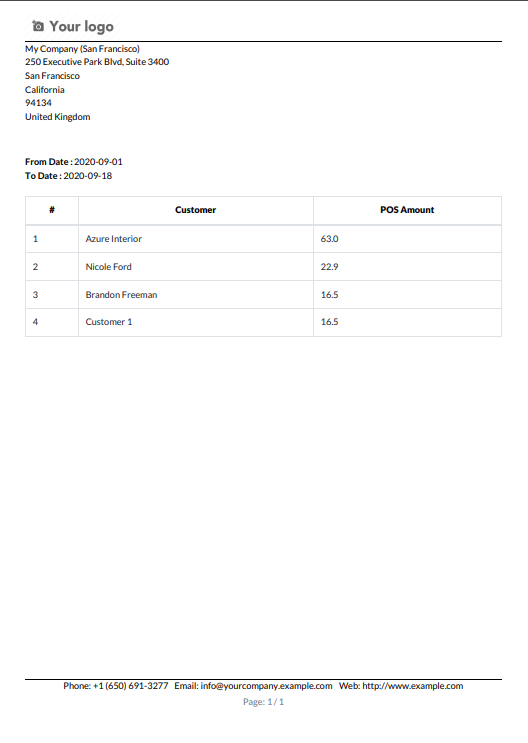 Your logo
My Company (San Francisco)
250 Executive Park Blvd, Suite 3400
San Francisco
California
94134
United Kingdom
From Date : 2020-09-01
To Date : 2020-09-18
# Customer POS Amount
1 Azure Interior 63.0
2 Nicole Ford 22.9
3 Brandon Freeman 16.5
4 Customer 1 16.5
Phone: +1 (650) 691-3277 Email: info@yourcompany.example.com Web: http://www.example.com
Page: 1 / 1